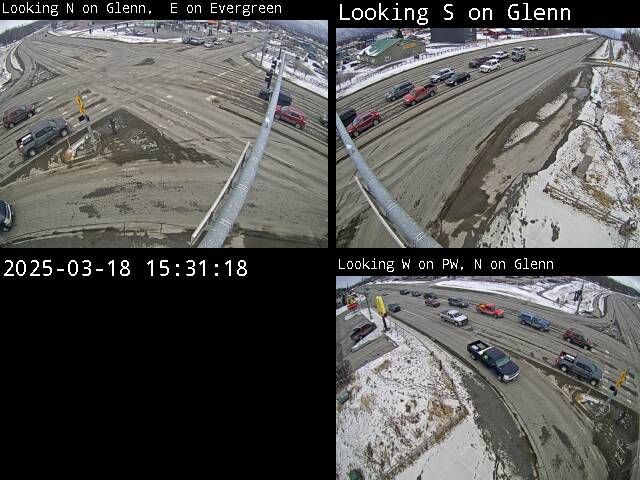 Looking N on Glenn,  E on Evergreen
Looking S on Glenn
2025-03-18 15:31:18
Looking W on PW, N on Glenn